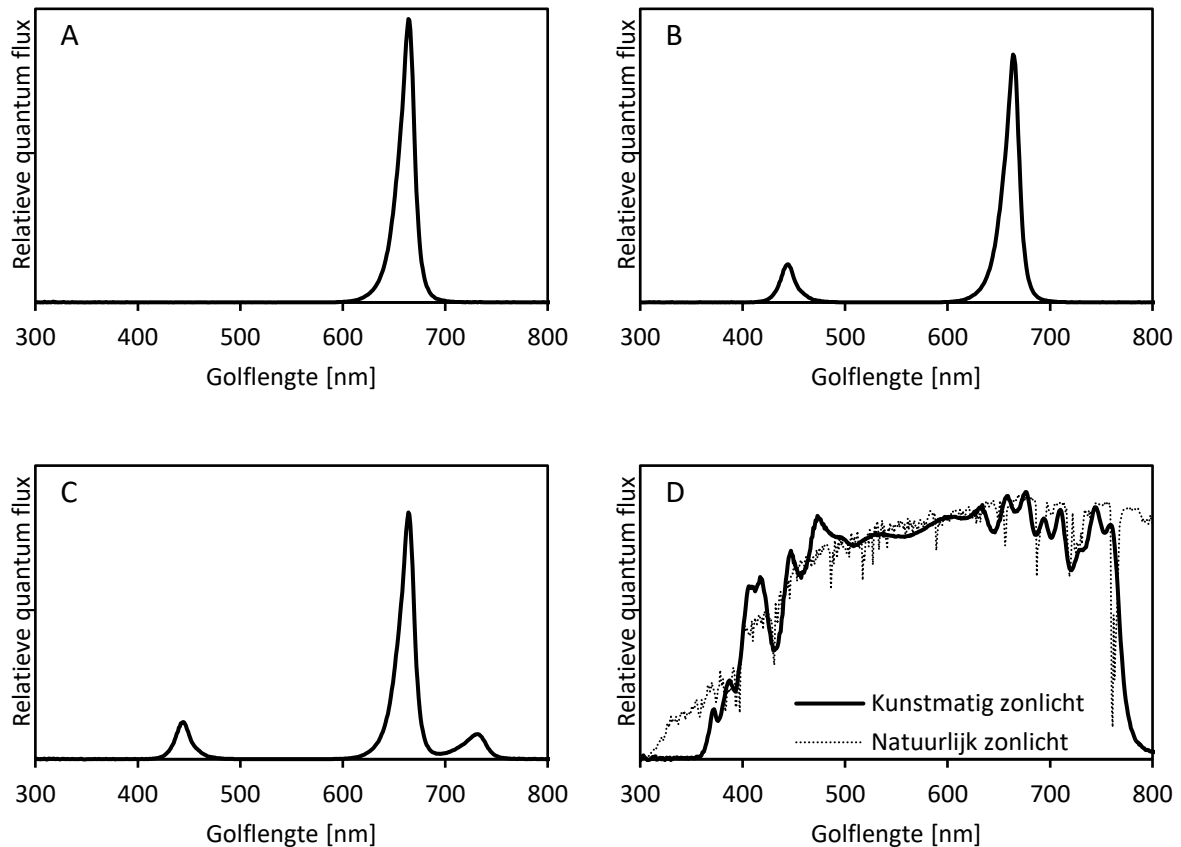 A
Relatieve quantum flux
300 400 500 600 700 800
Golflengte [nm]
B
Relatieve quantum flux
300 400 500 600 700 800
Golflengte [nm]
C
Relatieve quantum flux
300 400 500 600 700 800
Golflengte [nm]
D
Relatieve quantum flux
Kunstmatig zonlicht
Natuurlijk zonlicht
300 400 500 600 700 800
Golflengte [nm]